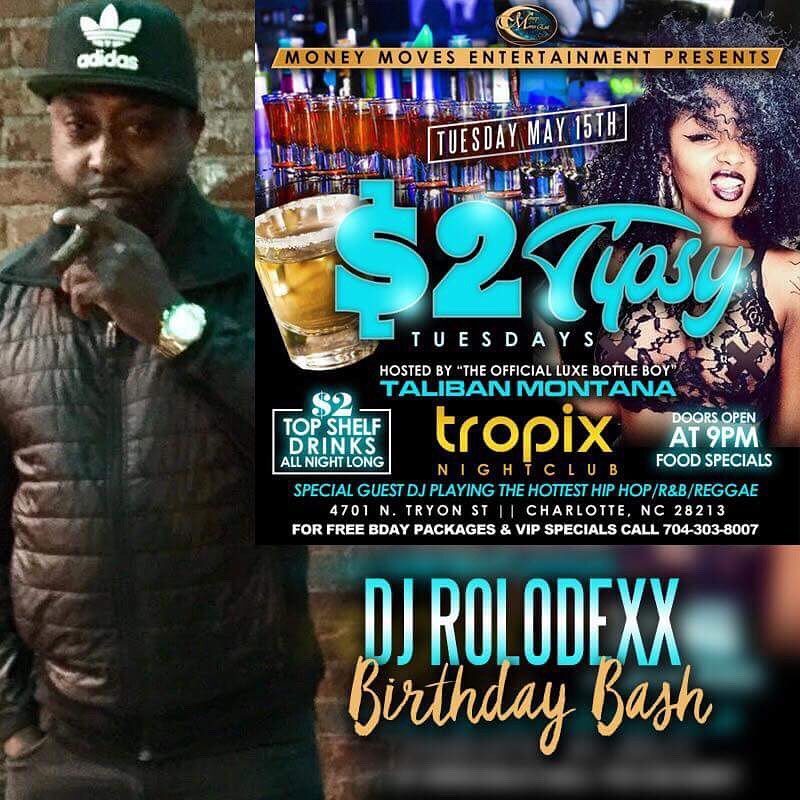 adidas
Money Moves Ent
MONEY MOVES ENTERTAINMENT PRESENTS
TUESDAY MAY 15TH
$2 Tipsy
TUESDAYS
HOSTED BY "THE OFFICIAL LUXE BOTTLE BOY"
TALIBAN MONTANA
$2
TOP SHELF
DRINKS
ALL NIGHT LONG
tropix
NIGHTCLUB
DOORS OPEN
AT 9PM
FOOD SPECIALS
SPECIAL GUEST DJ PLAYING THE HOTTEST HIP HOP/R&B/REGGAE
4701 N. TRYON ST || CHARLOTTE, NC 28213
FOR FREE BDAY PACKAGES & VIP SPECIALS CALL 704-303-8007
DJ ROLODEXX
Birthday Bash